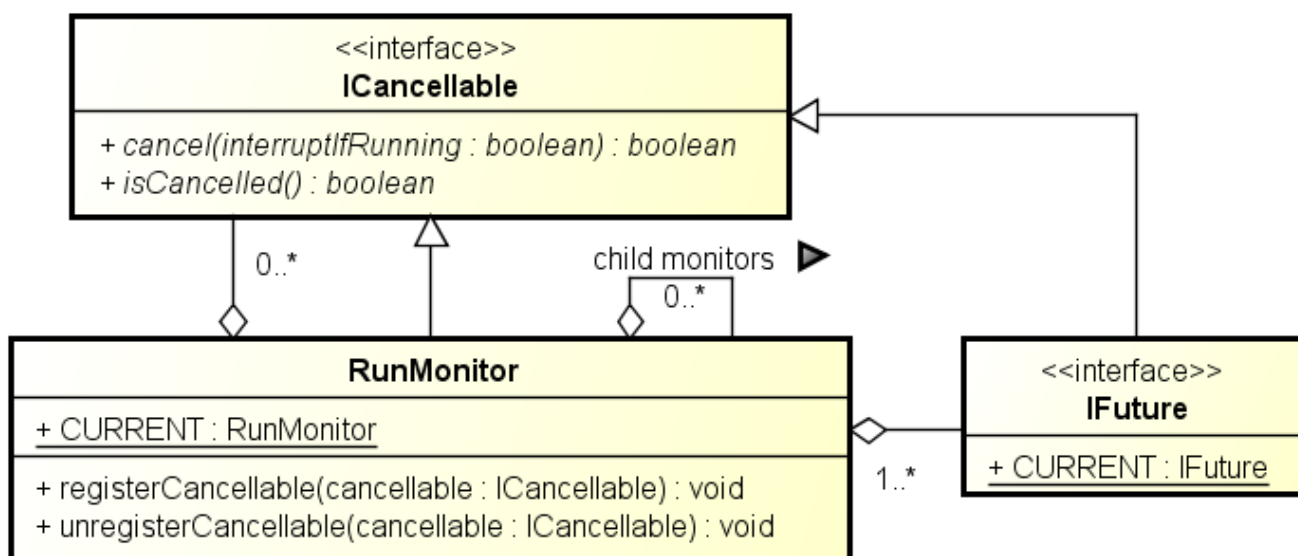 <<interface>>
ICancellable
+ cancel(interruptIfRunning : boolean) : boolean
+ isCancelled() : boolean
0..*
child monitors
0..*
RunMonitor
+ CURRENT : RunMonitor
+ registerCancellable(cancellable : ICancellable) : void
+ unregisterCancellable(cancellable : ICancellable) : void
1..*
<<interface>>
IFuture
+ CURRENT : IFuture